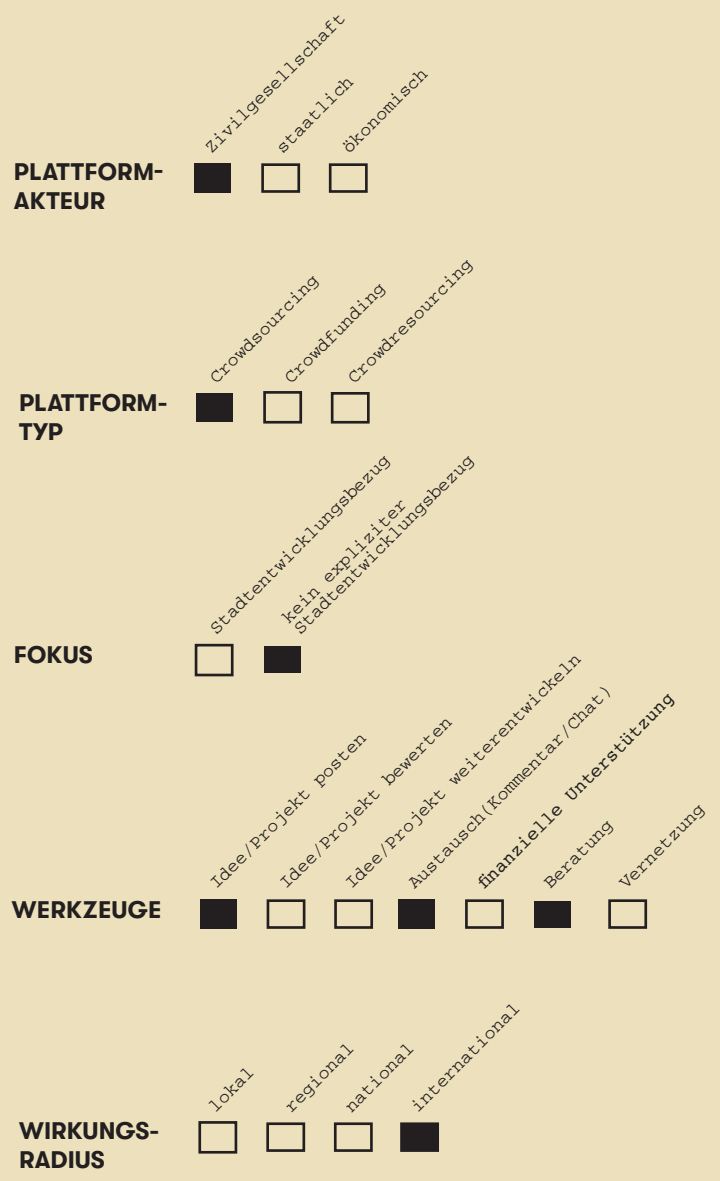 Zivilgesellschaft
staatlich
ökonomisch
PLATTFORM-
AKTEUR
Crowdsourcing
Crowdfunding
Crowdresourcing
PLATTFORM-
TYP
Stadtentwicklungsbezug
kein expliziter
Stadtentwicklungsbezug
FOKUS
Idee/Projekt posten
Idee/Projekt bewerten
Idee/Projekt weiterentwickeln
Austausch(Kommentar/Chat)
finanzielle Unterstützung
Beratung
Vernetzung
WERKZEUGE
lokal
regional
national
international
WIRKUNGS-
RADIUS